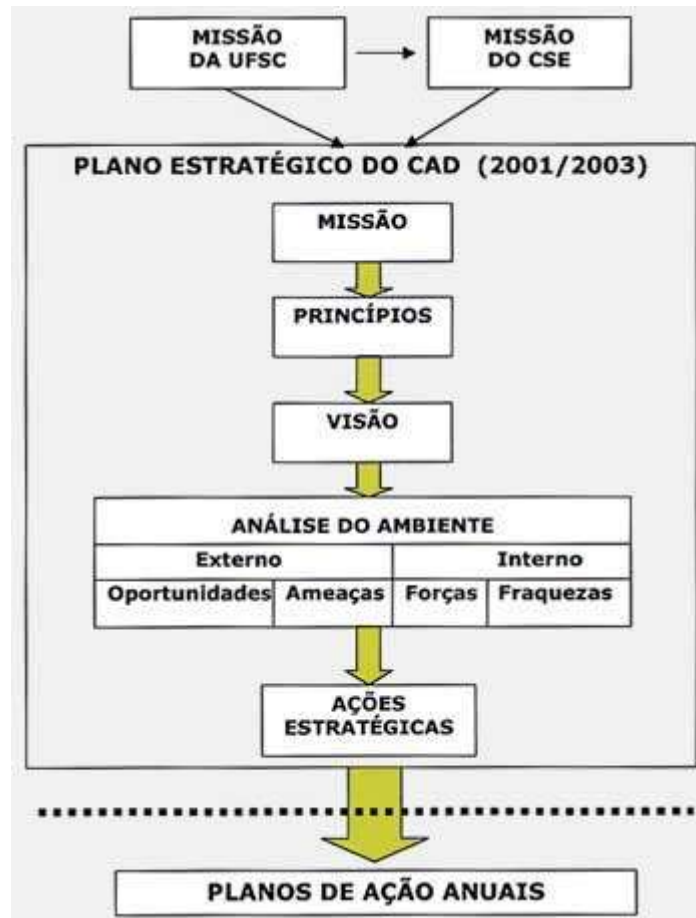 MISSÃO
DA UFSC
MISSÃO
DO CSE
PLANO ESTRATÉGICO DO CAD (2001/2003)
MISSÃO
PRINCÍPIOS
VISÃO
ANÁLISE DO AMBIENTE
Externo Interno
Oportunidades Ameaças Forças Fraquezas
AÇÕES
ESTRATÉGICAS
PLANOS DE AÇÃO ANUAIS